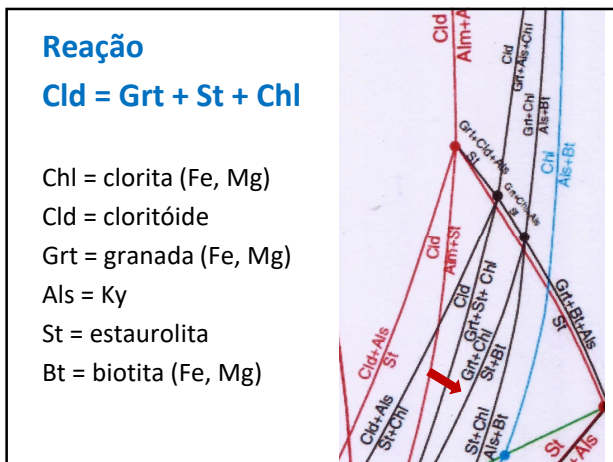 Reação
Cld = Grt + St + Chl
Chl = clorita (Fe, Mg)
Cld = cloritóide
Grt = granada (Fe, Mg)
Als = Ky
St = estaurolita
Bt = biotita (Fe, Mg)
Cld
Cld
Grt+Als+Chl
Grt+Chl
Als+Bt
Chl
Als+Bt
Grt+Cld+Als
St
St
Cld
Alm+St
Cld
Grt+St+ Chl
Grt+Chl
St+Bt
Grt+Bt+Als
St
Cld+Als
St
Cld+Als
St+Chl
St+Chl
Als+Bt
St